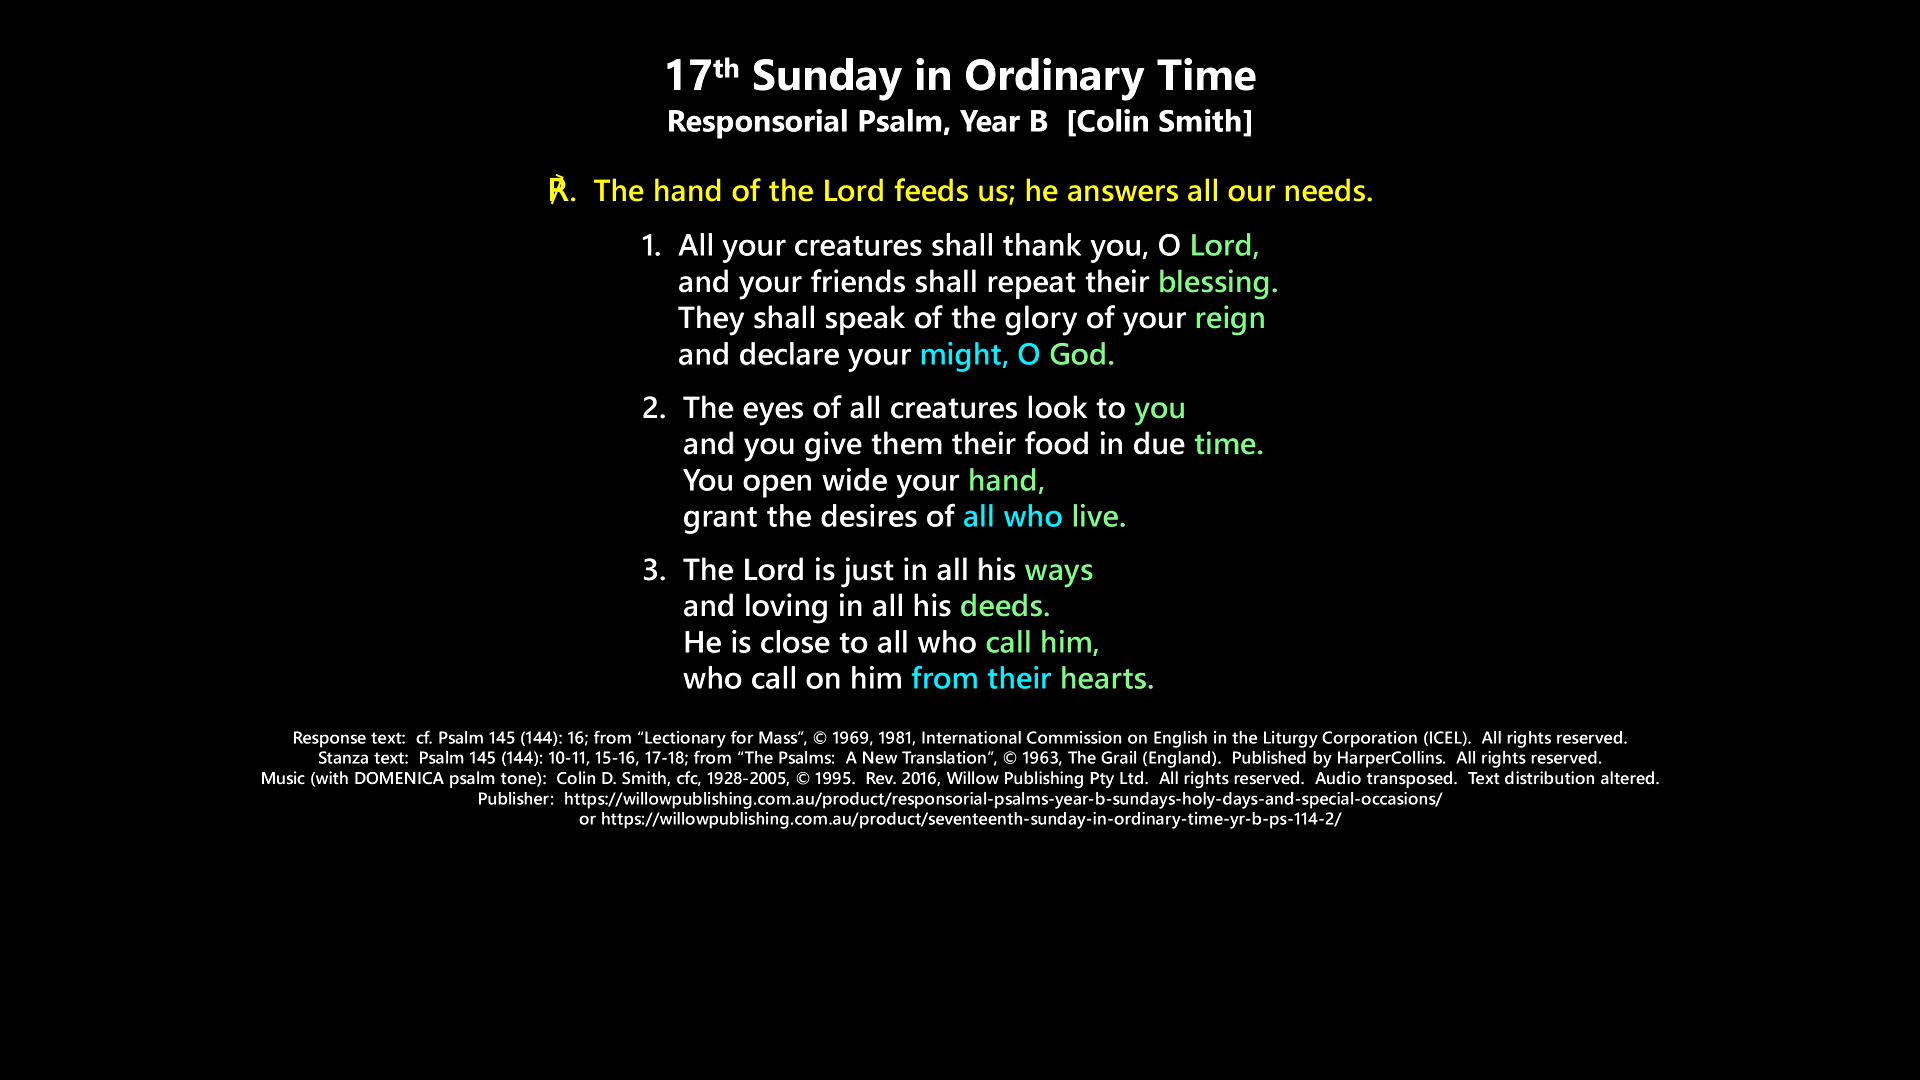 17th Sunday in Ordinary Time
Responsorial Psalm, Year B [Colin Smith]
℟. The hand of the Lord feeds us; he answers all our needs.
1. All your creatures shall thank you, O Lord,
and your friends shall repeat their blessing.
They shall speak of the glory of your reign
and declare your might, O God.
2. The eyes of all creatures look to you
and you give them their food in due time.
You open wide your hand,
grant the desires of all who live.
3. The Lord is just in all his ways
and loving in all his deeds.
He is close to all who call him,
who call on him from their hearts.
Response text: cf. Psalm 145 (144): 16; from “Lectionary for Mass”, © 1969, 1981, International Commission on English in the Liturgy Corporation (ICEL). All rights reserved.
Stanza text: Psalm 145 (144): 10-11, 15-16, 17-18; from “The Psalms: A New Translation”, © 1963, The Grail (England). Published by HarperCollins. All rights reserved.
Music (with DOMENICA psalm tone): Colin D. Smith, cfc, 1928-2005, © 1995. Rev. 2016, Willow Publishing Pty Ltd. All rights reserved. Audio transposed. Text distribution altered.
Publisher: https://willowpublishing.com.au/product/responsorial-psalms-year-b-sundays-holy-days-and-special-occasions/
or https://willowpublishing.com.au/product/seventeenth-sunday-in-ordinary-time-yr-b-ps-114-2/